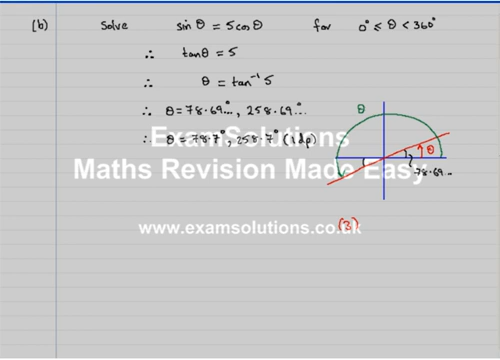 (b) Solve sin θ = 5cos θ for 0° ≤ θ < 360°
∴ tanθ = 5
∴ θ = tan⁻¹ 5
∴ θ = 78.69...°, 258.69...°
∴ θ = 78.7°, 258.7° (1dp)
θ
θ
78.69...
ExamSolutions
Maths Revision Made Easy
(3)
www.examsolutions.co.uk